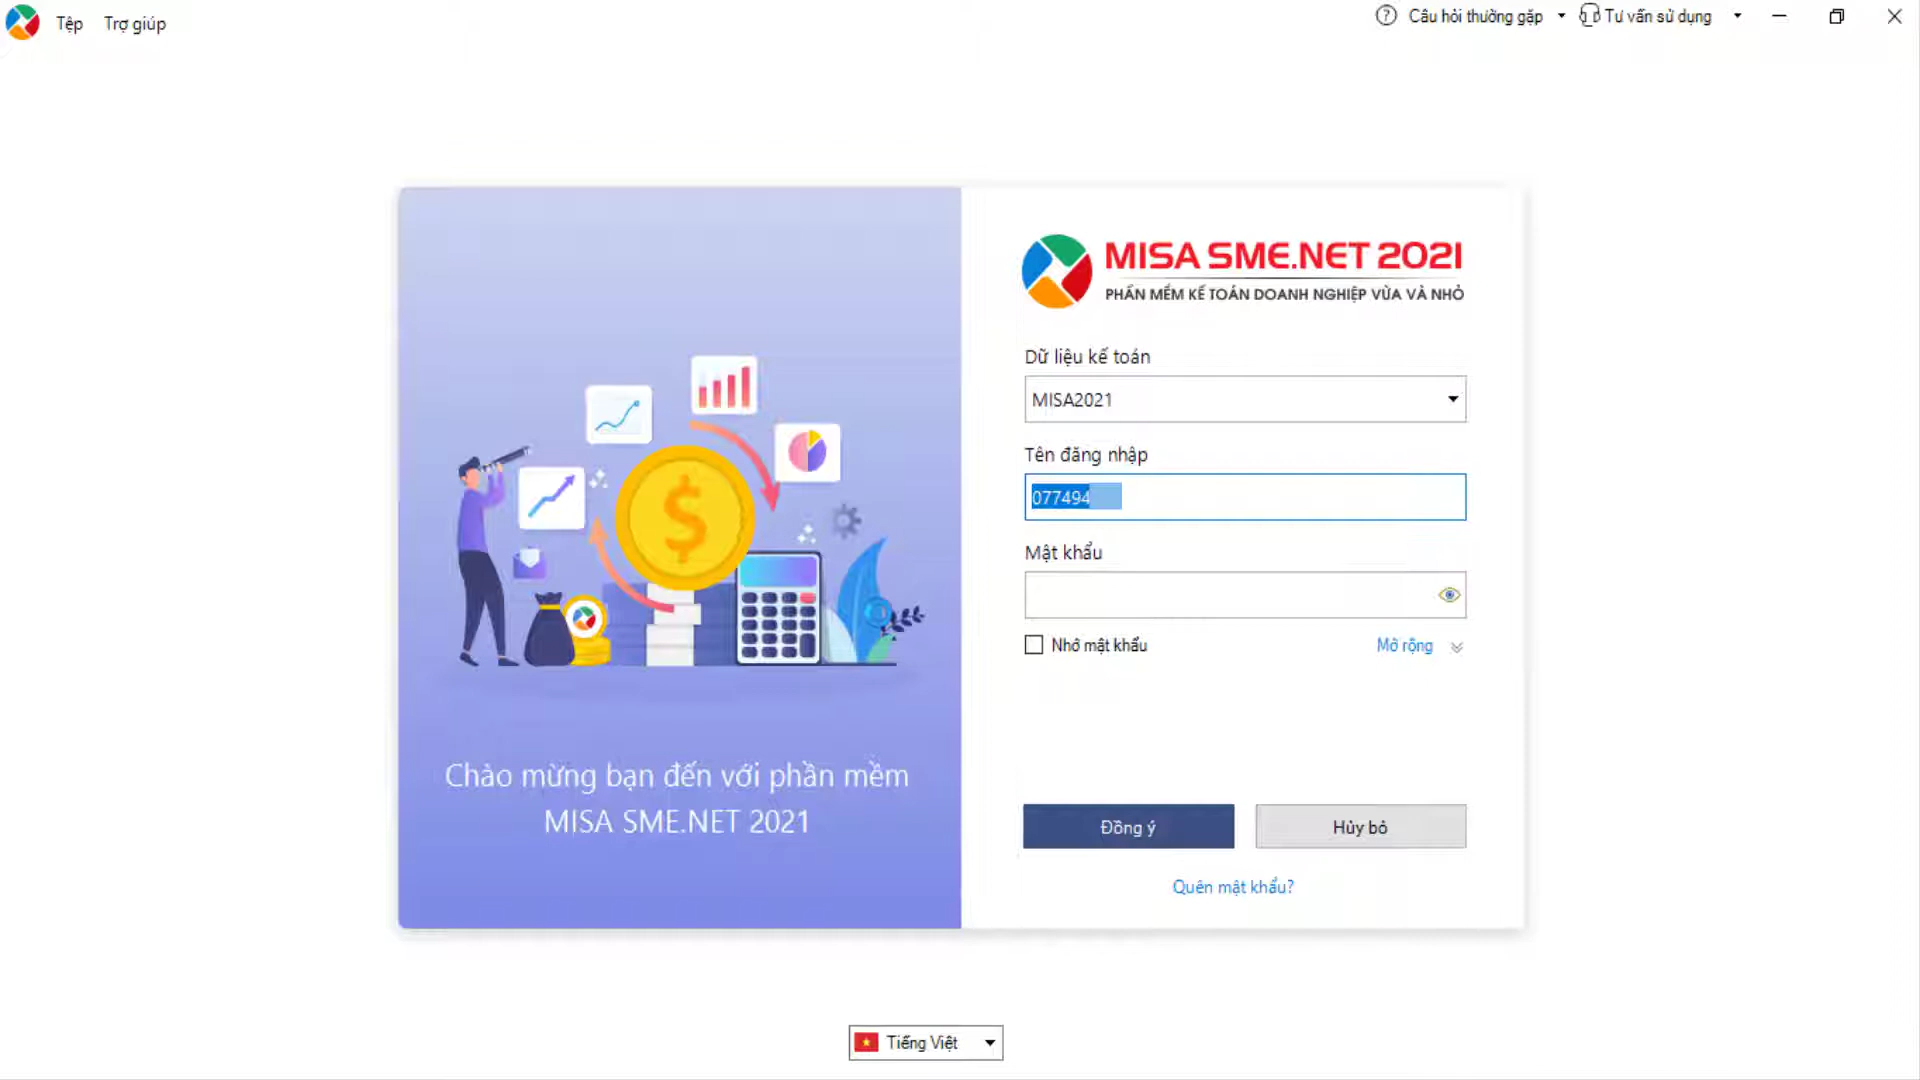 Tệp Trợ giúp Câu hỏi thường gặp Tư vấn sử dụng
MISA SME.NET 2021
PHẦN MỀM KẾ TOÁN DOANH NGHIỆP VỪA VÀ NHỎ
Dữ liệu kế toán
MISA2021
Tên đăng nhập
077494
Mật khẩu
Nhớ mật khẩu Mở rộng
Đồng ý Hủy bỏ
Quên mật khẩu?
Chào mừng bạn đến với phần mềm
MISA SME.NET 2021
Tiếng Việt